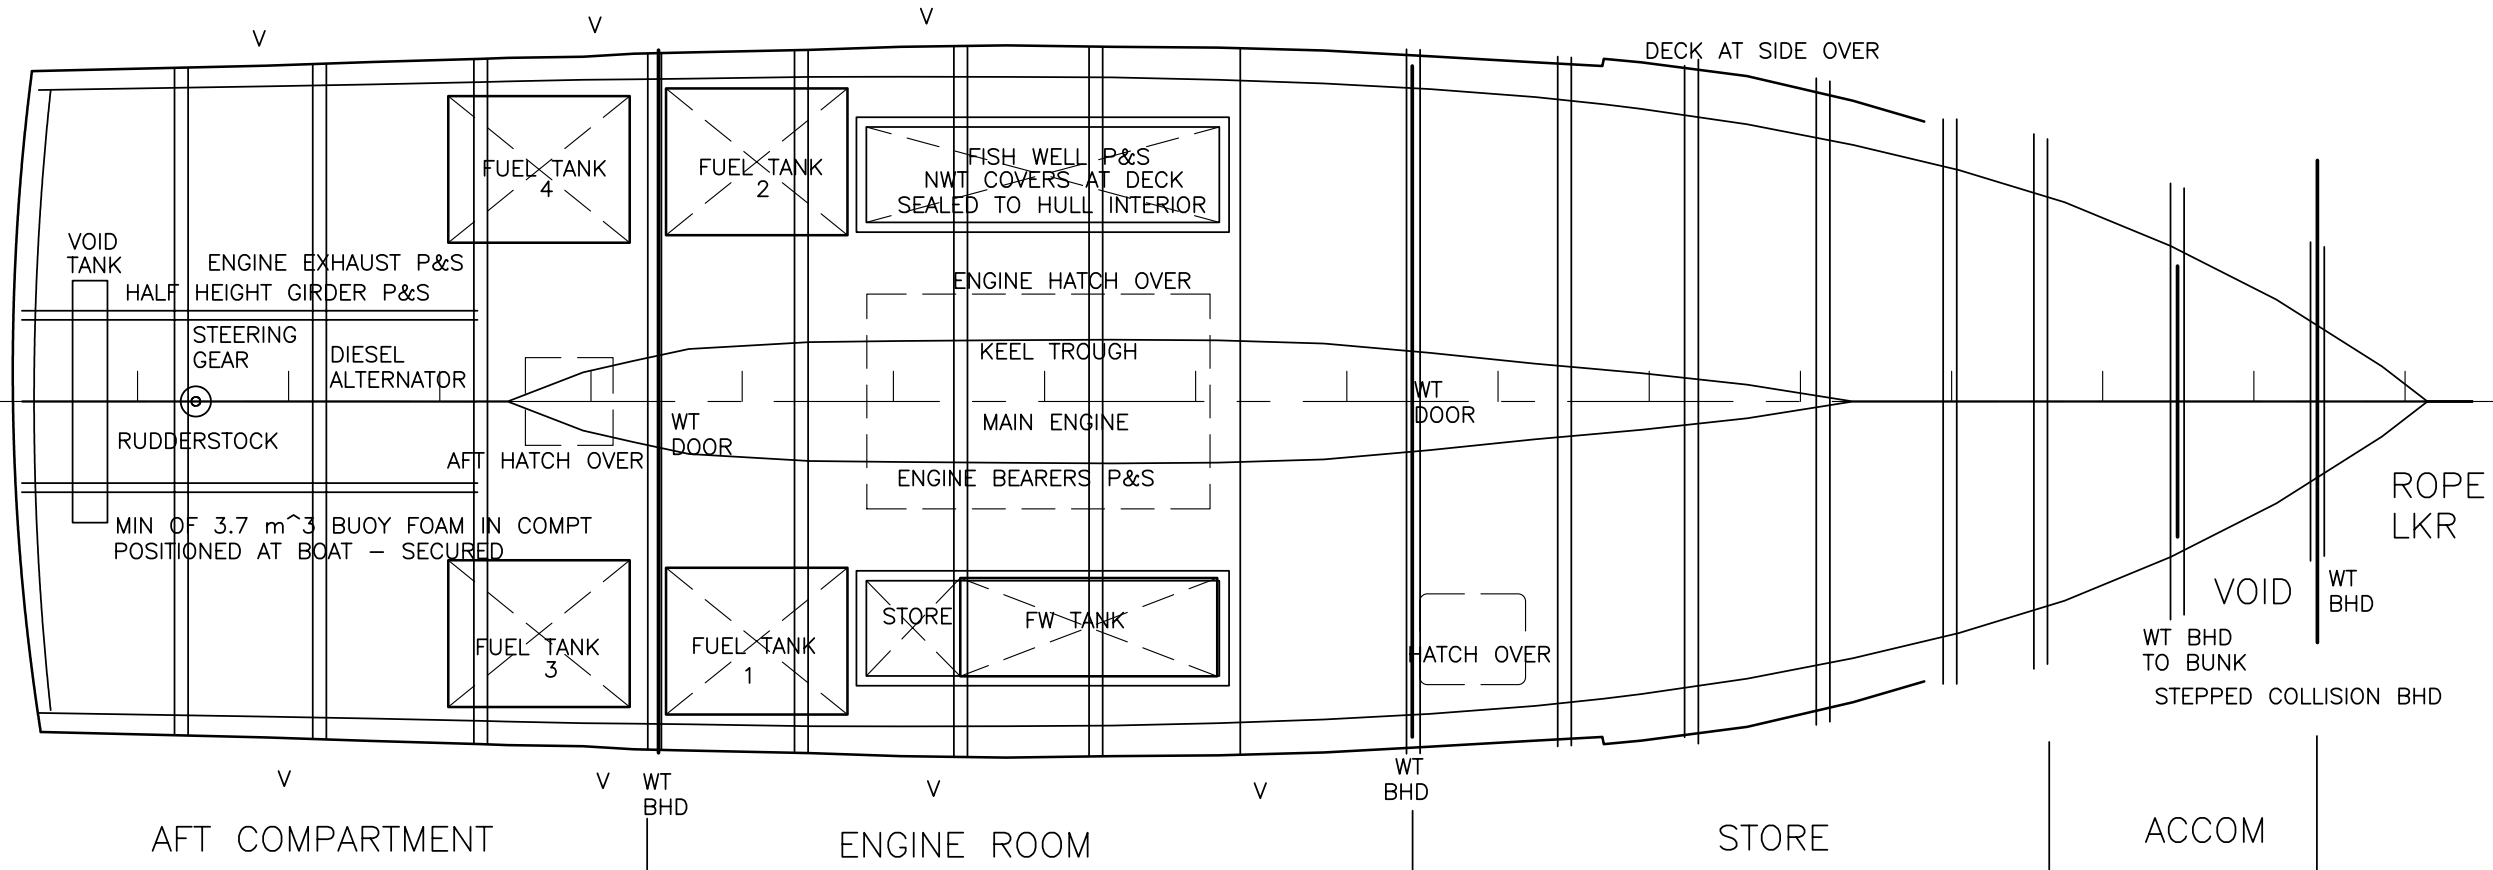 V
V
V
DECK AT SIDE OVER
FUEL TANK
4
FUEL TANK
2
FISH WELL P&S
NWT COVERS AT DECK
SEALED TO HULL INTERIOR
VOID
TANK
ENGINE EXHAUST P&S
HALF HEIGHT GIRDER P&S
ENGINE HATCH OVER
STEERING
GEAR
DIESEL
ALTERNATOR
KEEL TROUGH
WT
DOOR
WT
DOOR
MAIN ENGINE
RUDDERSTOCK
AFT HATCH OVER
ENGINE BEARERS P&S
ROPE
LKR
MIN OF 3.7 m^3 BUOY FOAM IN COMPT
POSITIONED AT BOAT - SECURED
VOID
WT
BHD
FUEL TANK
3
FUEL TANK
1
STORE
FW TANK
HATCH OVER
WT BHD
TO BUNK
STEPPED COLLISION BHD
V
V
V
V
WT
BHD
WT
BHD
AFT COMPARTMENT
ENGINE ROOM
STORE
ACCOM